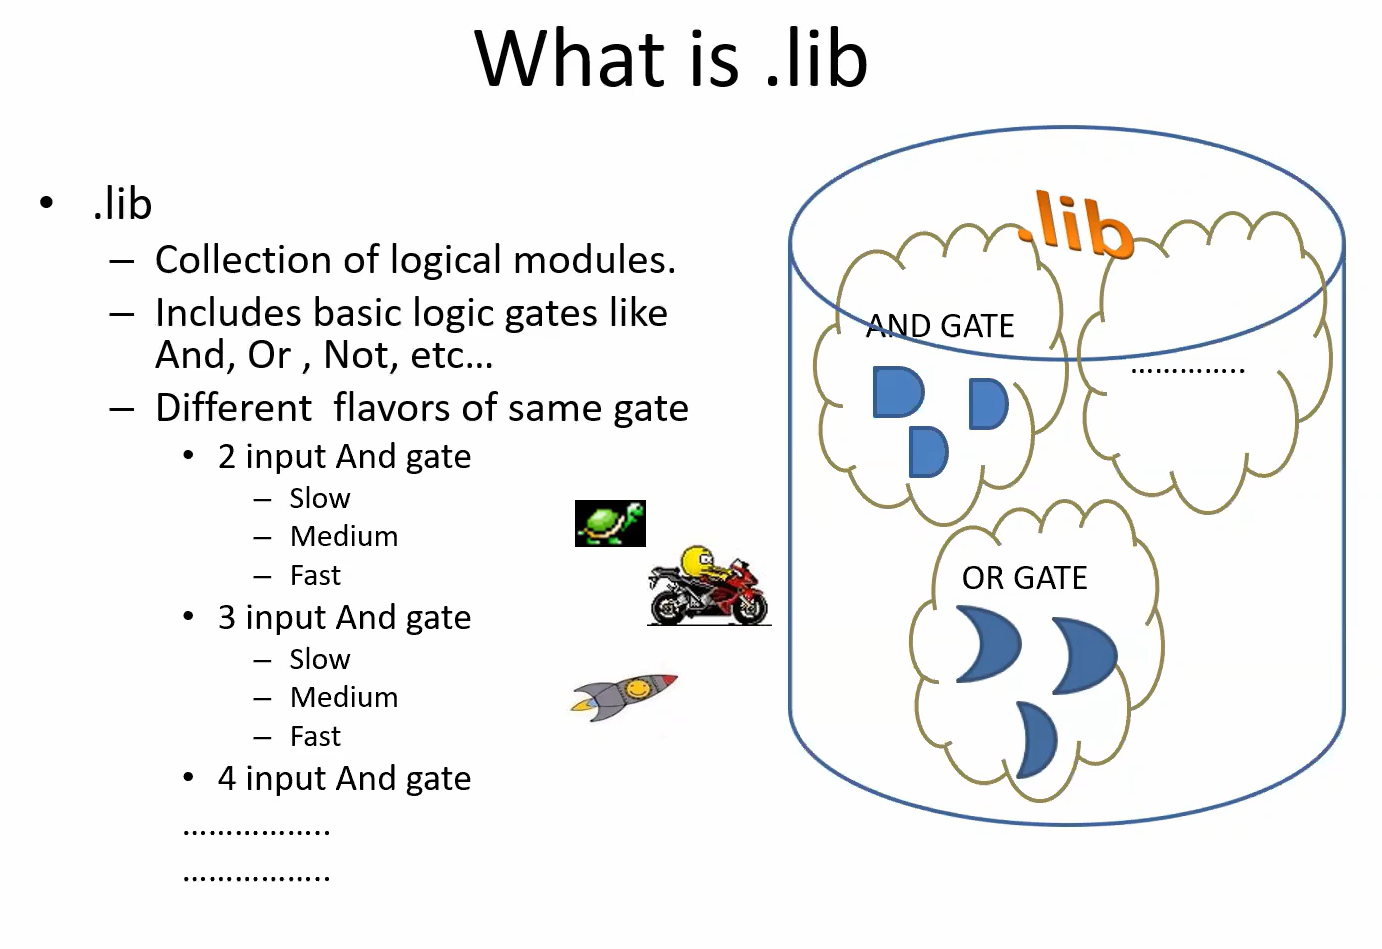 What is .lib
• .lib
– Collection of logical modules.
– Includes basic logic gates like
And, Or , Not, etc...
– Different  flavors of same gate
• 2 input And gate
– Slow
– Medium
– Fast
• 3 input And gate
– Slow
– Medium
– Fast
• 4 input And gate
……………..
……………..
.lib
AND GATE
…………..
OR GATE